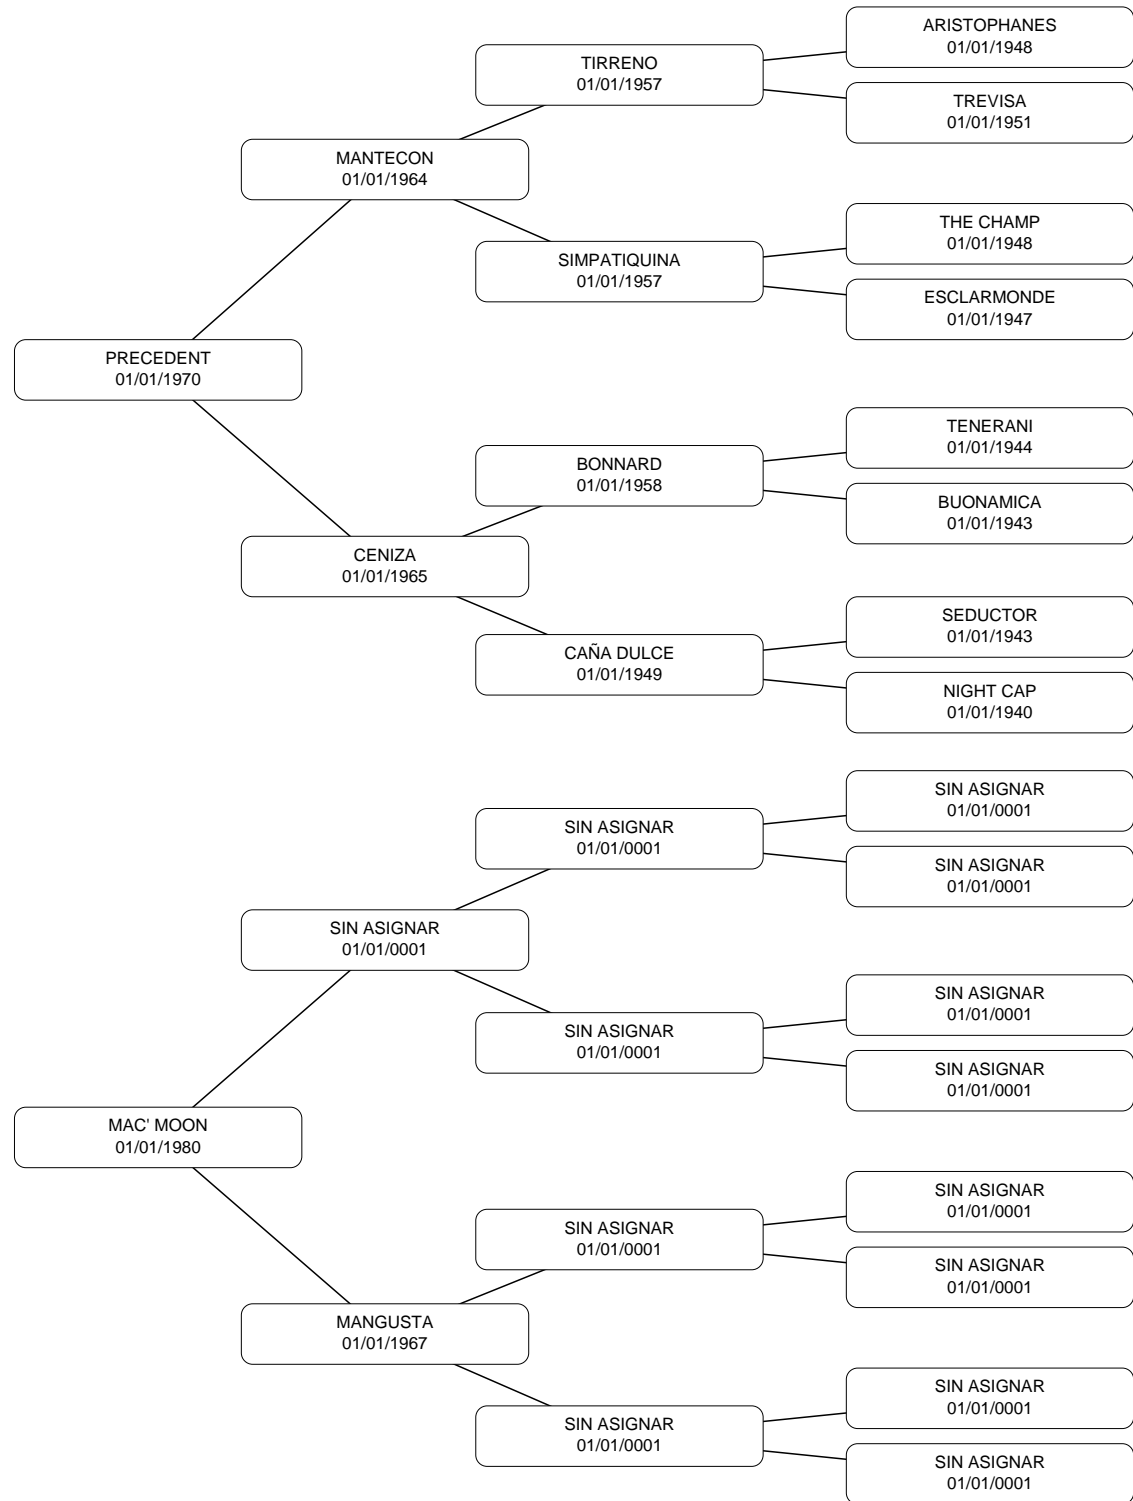 ARISTOPHANES
01/01/1948
TIRRENO
01/01/1957
TREVISA
01/01/1951
MANTECON
01/01/1964
THE CHAMP
01/01/1948
SIMPATIQUINA
01/01/1957
ESCLARMONDE
01/01/1947
PRECEDENT
01/01/1970
TENERANI
01/01/1944
BONNARD
01/01/1958
BUONAMICA
01/01/1943
CENIZA
01/01/1965
SEDUCTOR
01/01/1943
CAÑA DULCE
01/01/1949
NIGHT CAP
01/01/1940
SIN ASIGNAR
01/01/0001
SIN ASIGNAR
01/01/0001
SIN ASIGNAR
01/01/0001
SIN ASIGNAR
01/01/0001
SIN ASIGNAR
01/01/0001
SIN ASIGNAR
01/01/0001
SIN ASIGNAR
01/01/0001
MAC' MOON
01/01/1980
SIN ASIGNAR
01/01/0001
SIN ASIGNAR
01/01/0001
SIN ASIGNAR
01/01/0001
MANGUSTA
01/01/1967
SIN ASIGNAR
01/01/0001
SIN ASIGNAR
01/01/0001
SIN ASIGNAR
01/01/0001